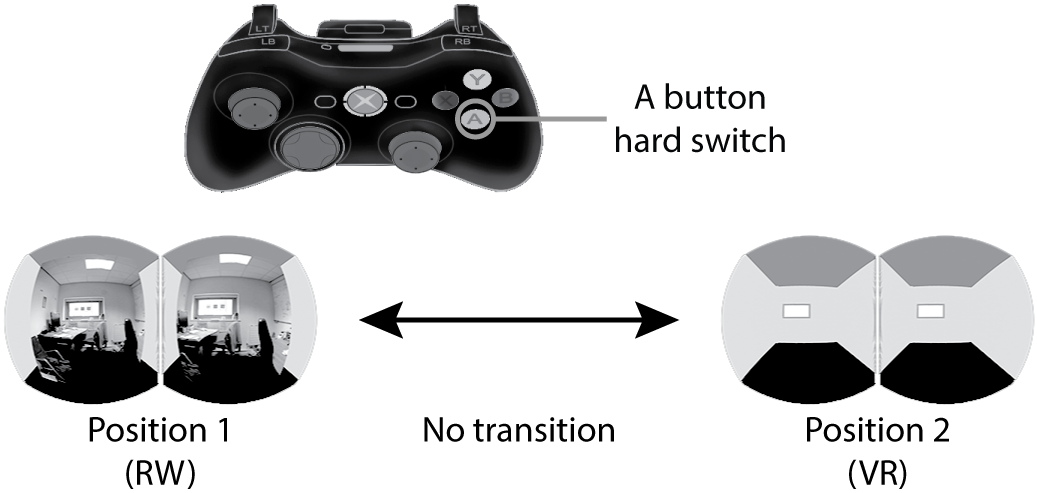 LT
RT
LB
RB
Y
X
X
B
A
A button
hard switch
Position 1
(RW)
No transition
Position 2
(VR)